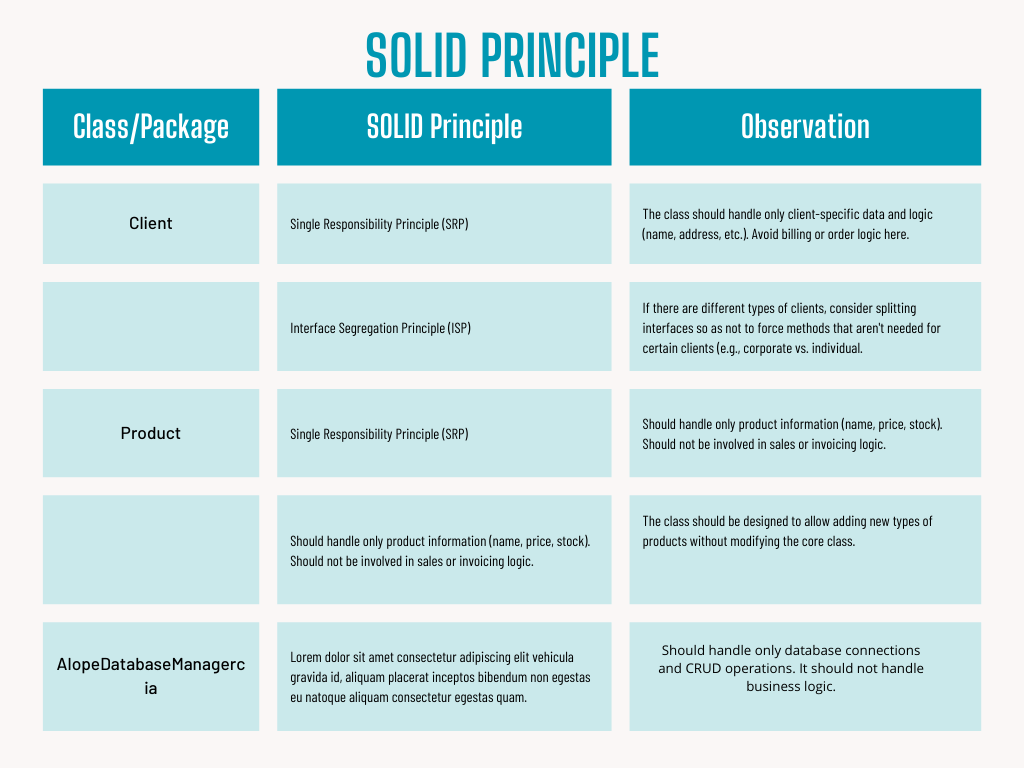 SOLID PRINCIPLE
Class/Package
SOLID Principle
Observation
Client
Single Responsibility Principle (SRP)
The class should handle only client-specific data and logic
(name, address, etc.). Avoid billing or order logic here.
Interface Segregation Principle (ISP)
If there are different types of clients, consider splitting
interfaces so as not to force methods that aren't needed for
certain clients (e.g., corporate vs. individual.
Product
Single Responsibility Principle (SRP)
Should handle only product information (name, price, stock).
Should not be involved in sales or invoicing logic.
Should handle only product information (name, price, stock).
Should not be involved in sales or invoicing logic.
The class should be designed to allow adding new types of
products without modifying the core class.
AlopeDatabaseManagerc
ia
Lorem dolor sit amet consectetur adipiscing elit vehicula
gravida id, aliquam placerat inceptos bibendum non egestas
eu natoque aliquam consectetur egestas quam.
Should handle only database connections
and CRUD operations. It should not handle
business logic.